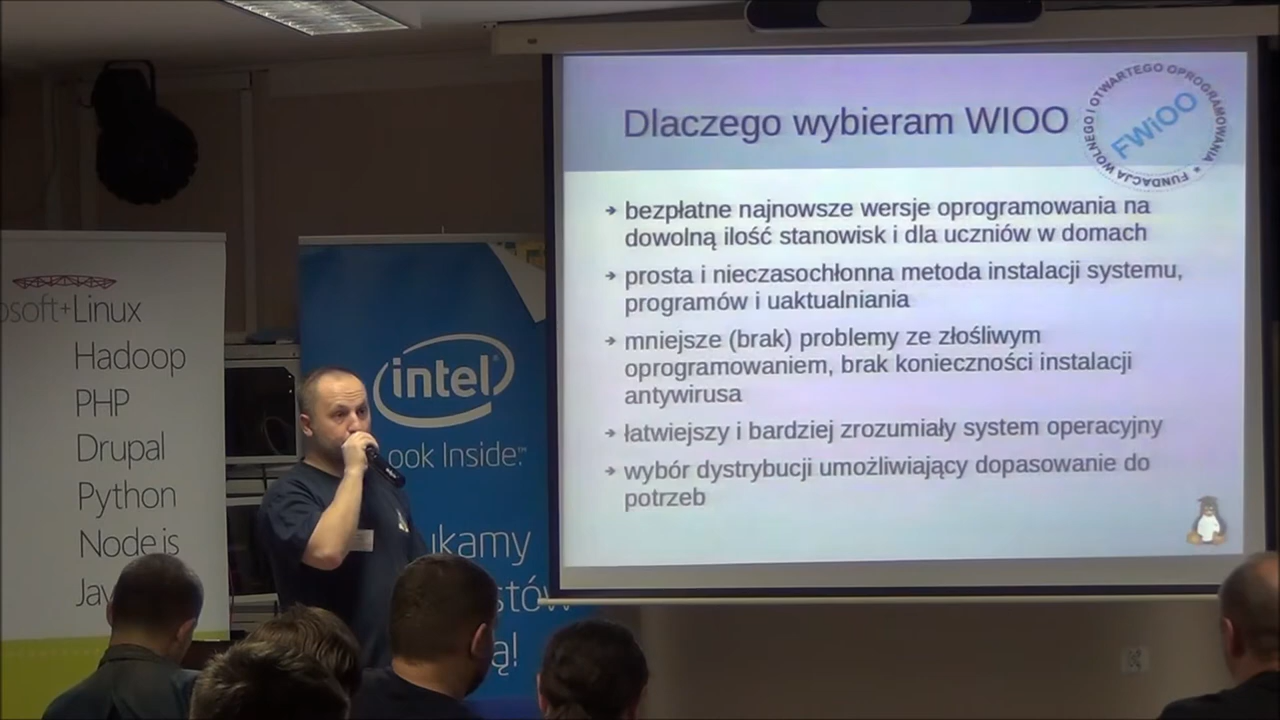 Dlaczego wybieram WIOO
FUNDACJA WOLNEGO I OTWARTEGO OPROGRAMOWANIA
FWiOO
bezpłatne najnowsze wersje oprogramowania na
dowolną ilość stanowisk i dla uczniów w domach
prosta i nieczasochłonna metoda instalacji systemu,
programów i uaktualniania
mniejsze (brak) problemy ze złośliwym
oprogramowaniem, brak konieczności instalacji
antywirusa
łatwiejszy i bardziej zrozumiały system operacyjny
wybór dystrybucji umożliwiający dopasowanie do
potrzeb
osoft+Linux
Hadoop
PHP
Drupal
Python
Node js
Jav
intel
ook Inside.™
ukamy
stów
ą!